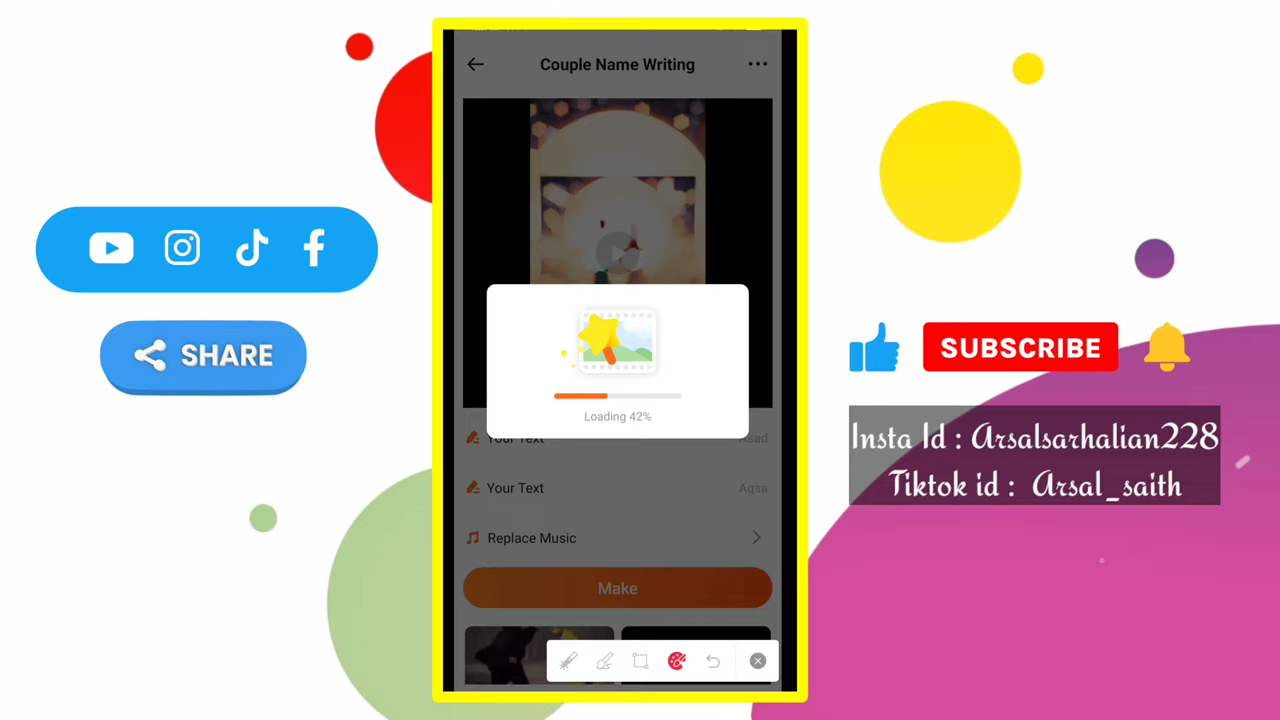 Couple Name Writing
SHARE
SUBSCRIBE
Loading 42%
Your Text
Asad
Insta Id : Arsalsarhalian228
Tiktok id : Arsal_saith
Your Text
Aqsa
Replace Music
Make